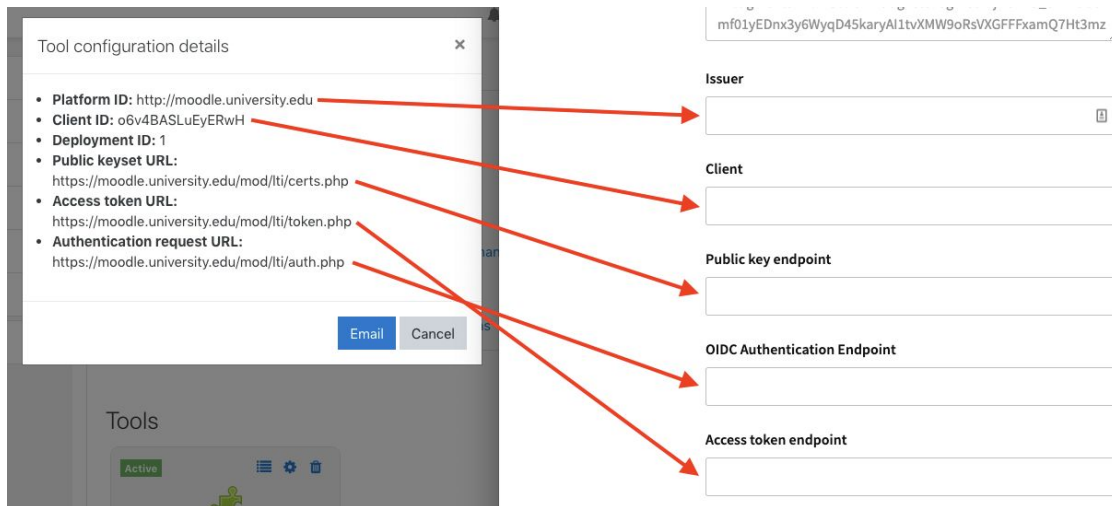 Tool configuration details
×
Platform ID: http://moodle.university.edu
Client ID: o6v4BASLuEyERwH
Deployment ID: 1
Public keyset URL:
https://moodle.university.edu/mod/lti/certs.php
Access token URL:
https://moodle.university.edu/mod/lti/token.php
Authentication request URL:
https://moodle.university.edu/mod/lti/auth.php
Email
Cancel
Tools
Active
mf01yEDnx3y6WyqD45karyAI1tvXMW9oRsVXGFFFxamQ7Ht3mz
Issuer
Client
Public key endpoint
OIDC Authentication Endpoint
Access token endpoint